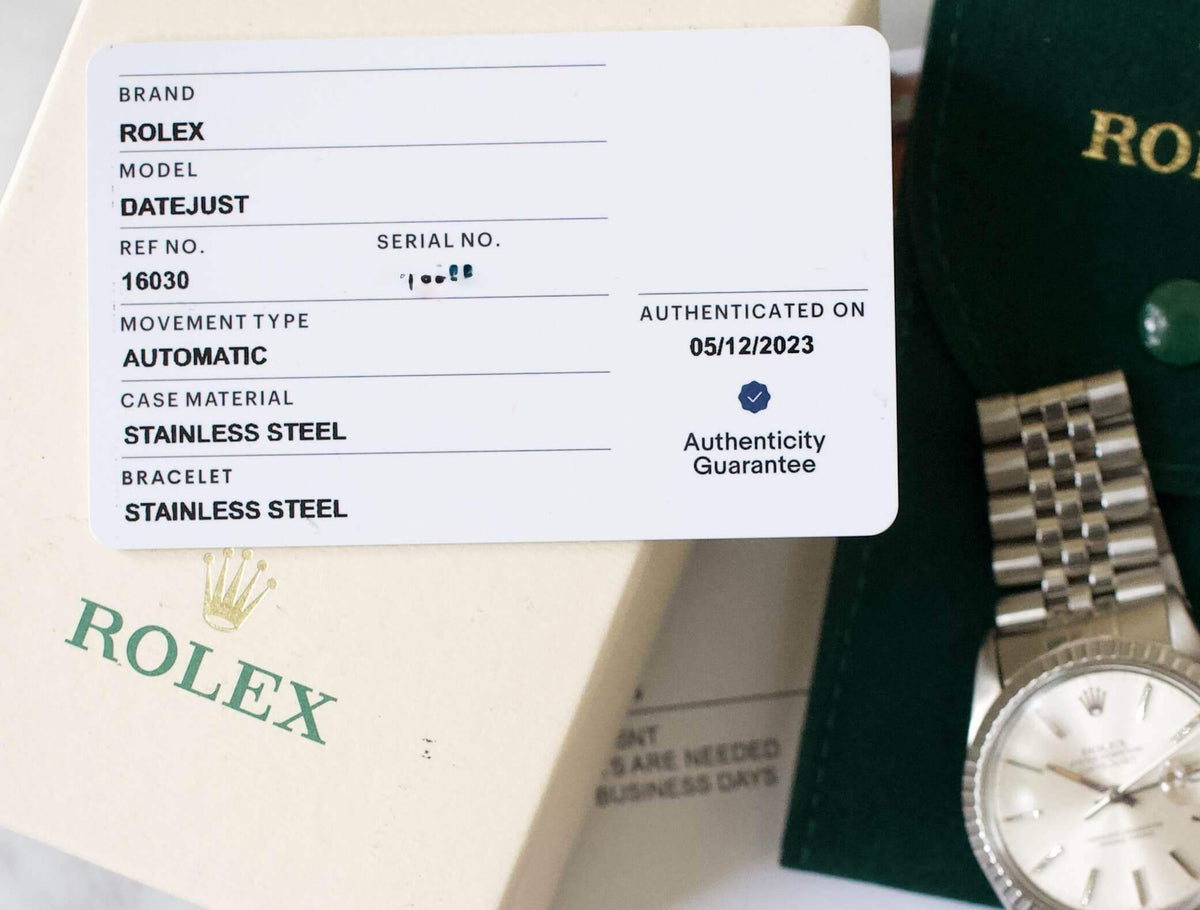 BRAND
ROLEX
MODEL
DATEJUST
REF NO. SERIAL NO.
16030
MOVEMENT TYPE
AUTOMATIC
CASE MATERIAL
STAINLESS STEEL
BRACELET
STAINLESS STEEL
AUTHENTICATED ON
05/12/2023
Authenticity
Guarantee
ROLEX
ARE NEEDED
BUSINESS DAYS
ROLEX